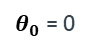 θ₀ = 0